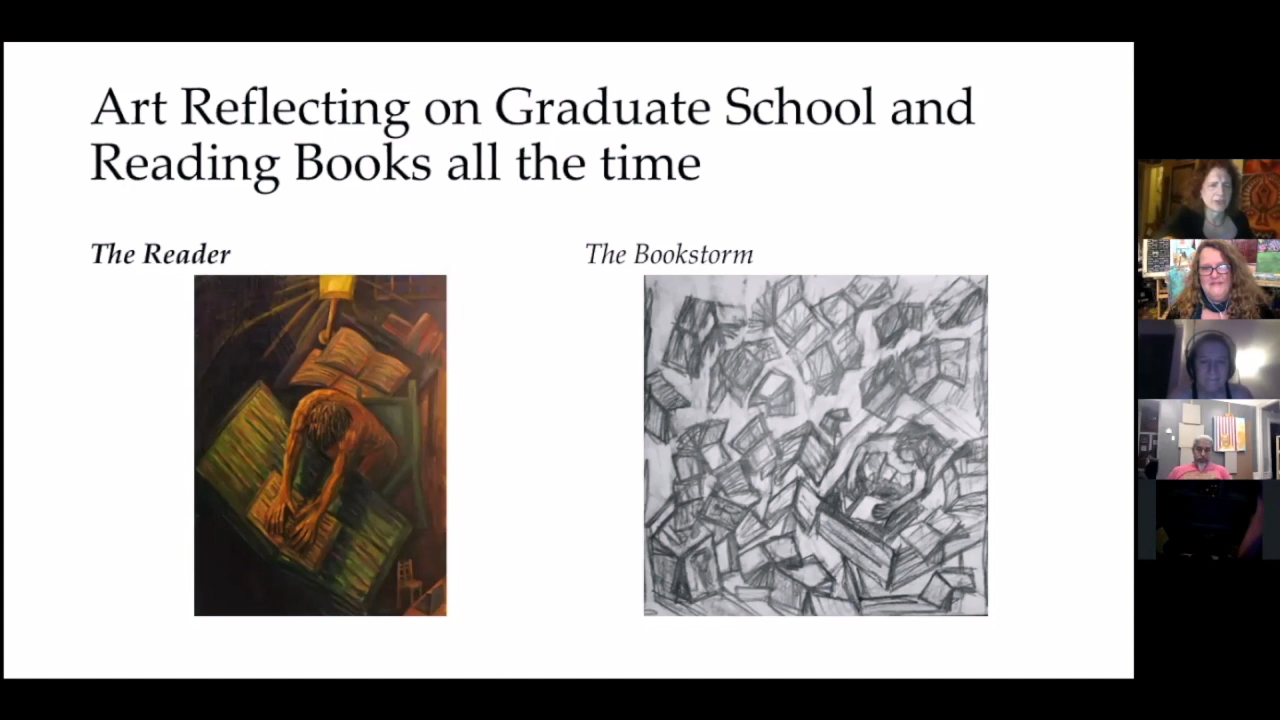 Art Reflecting on Graduate School and
Reading Books all the time
The Reader
The Bookstorm